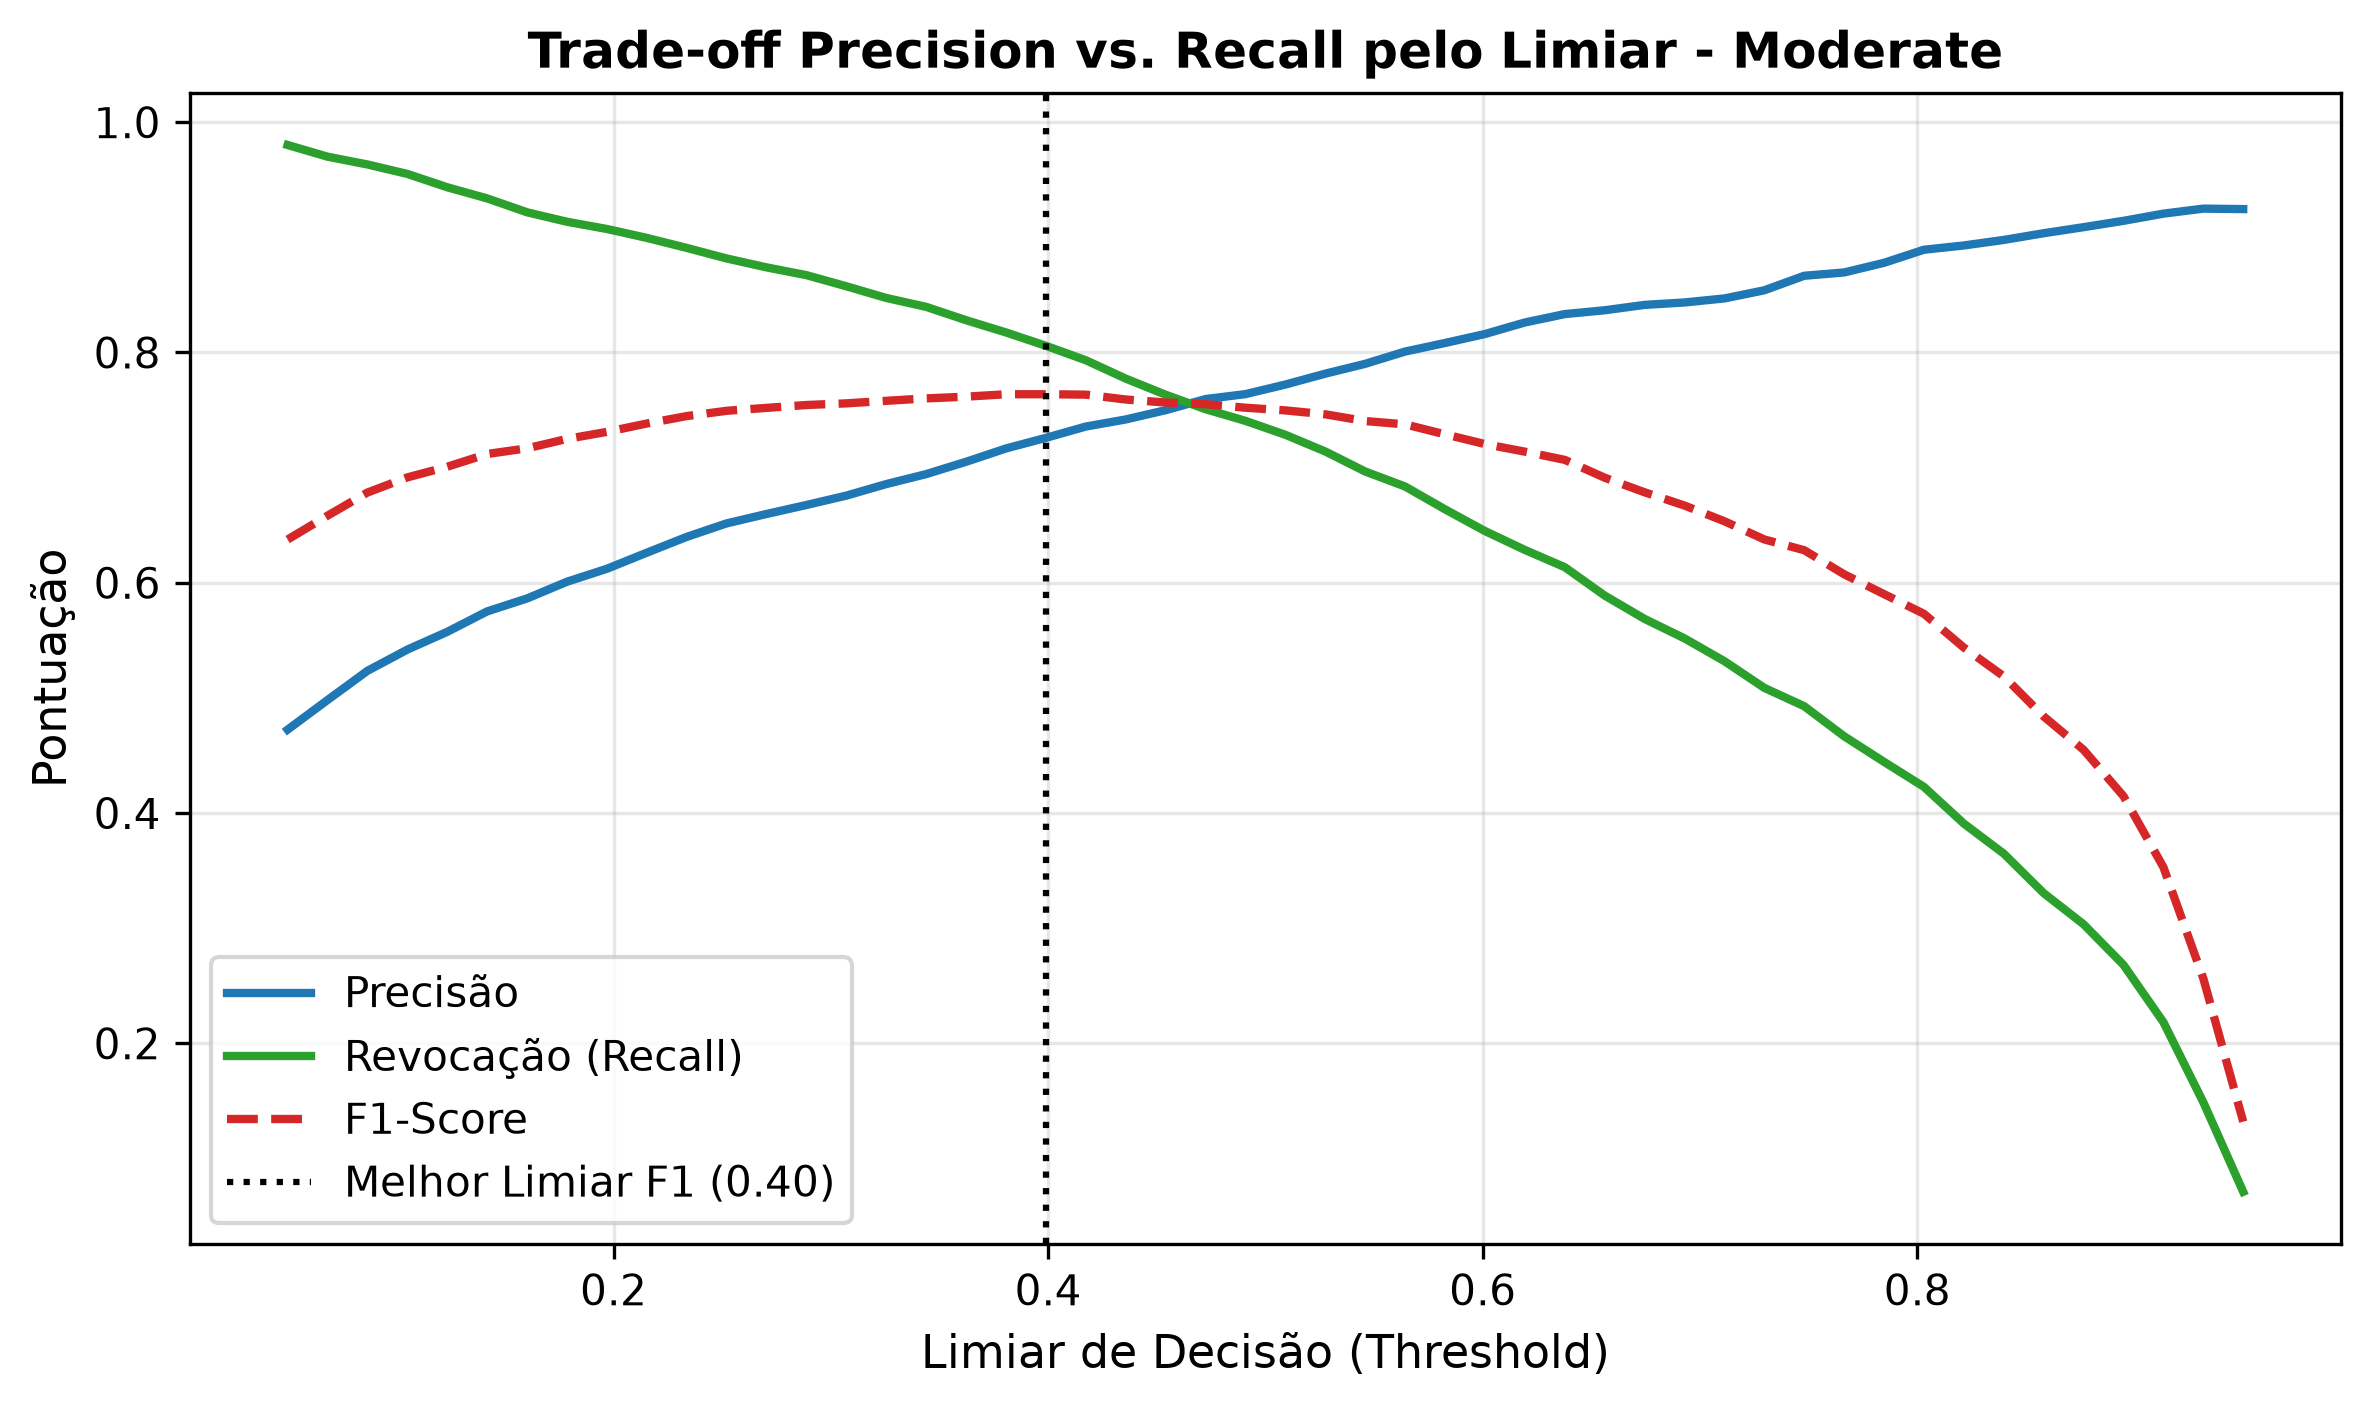 Trade-off Precision vs. Recall pelo Limiar - Moderate
1.0
0.8
0.6
0.4
0.2
Pontuação
Precisão
Revocação (Recall)
F1-Score
Melhor Limiar F1 (0.40)
0.2
0.4
0.6
0.8
Limiar de Decisão (Threshold)